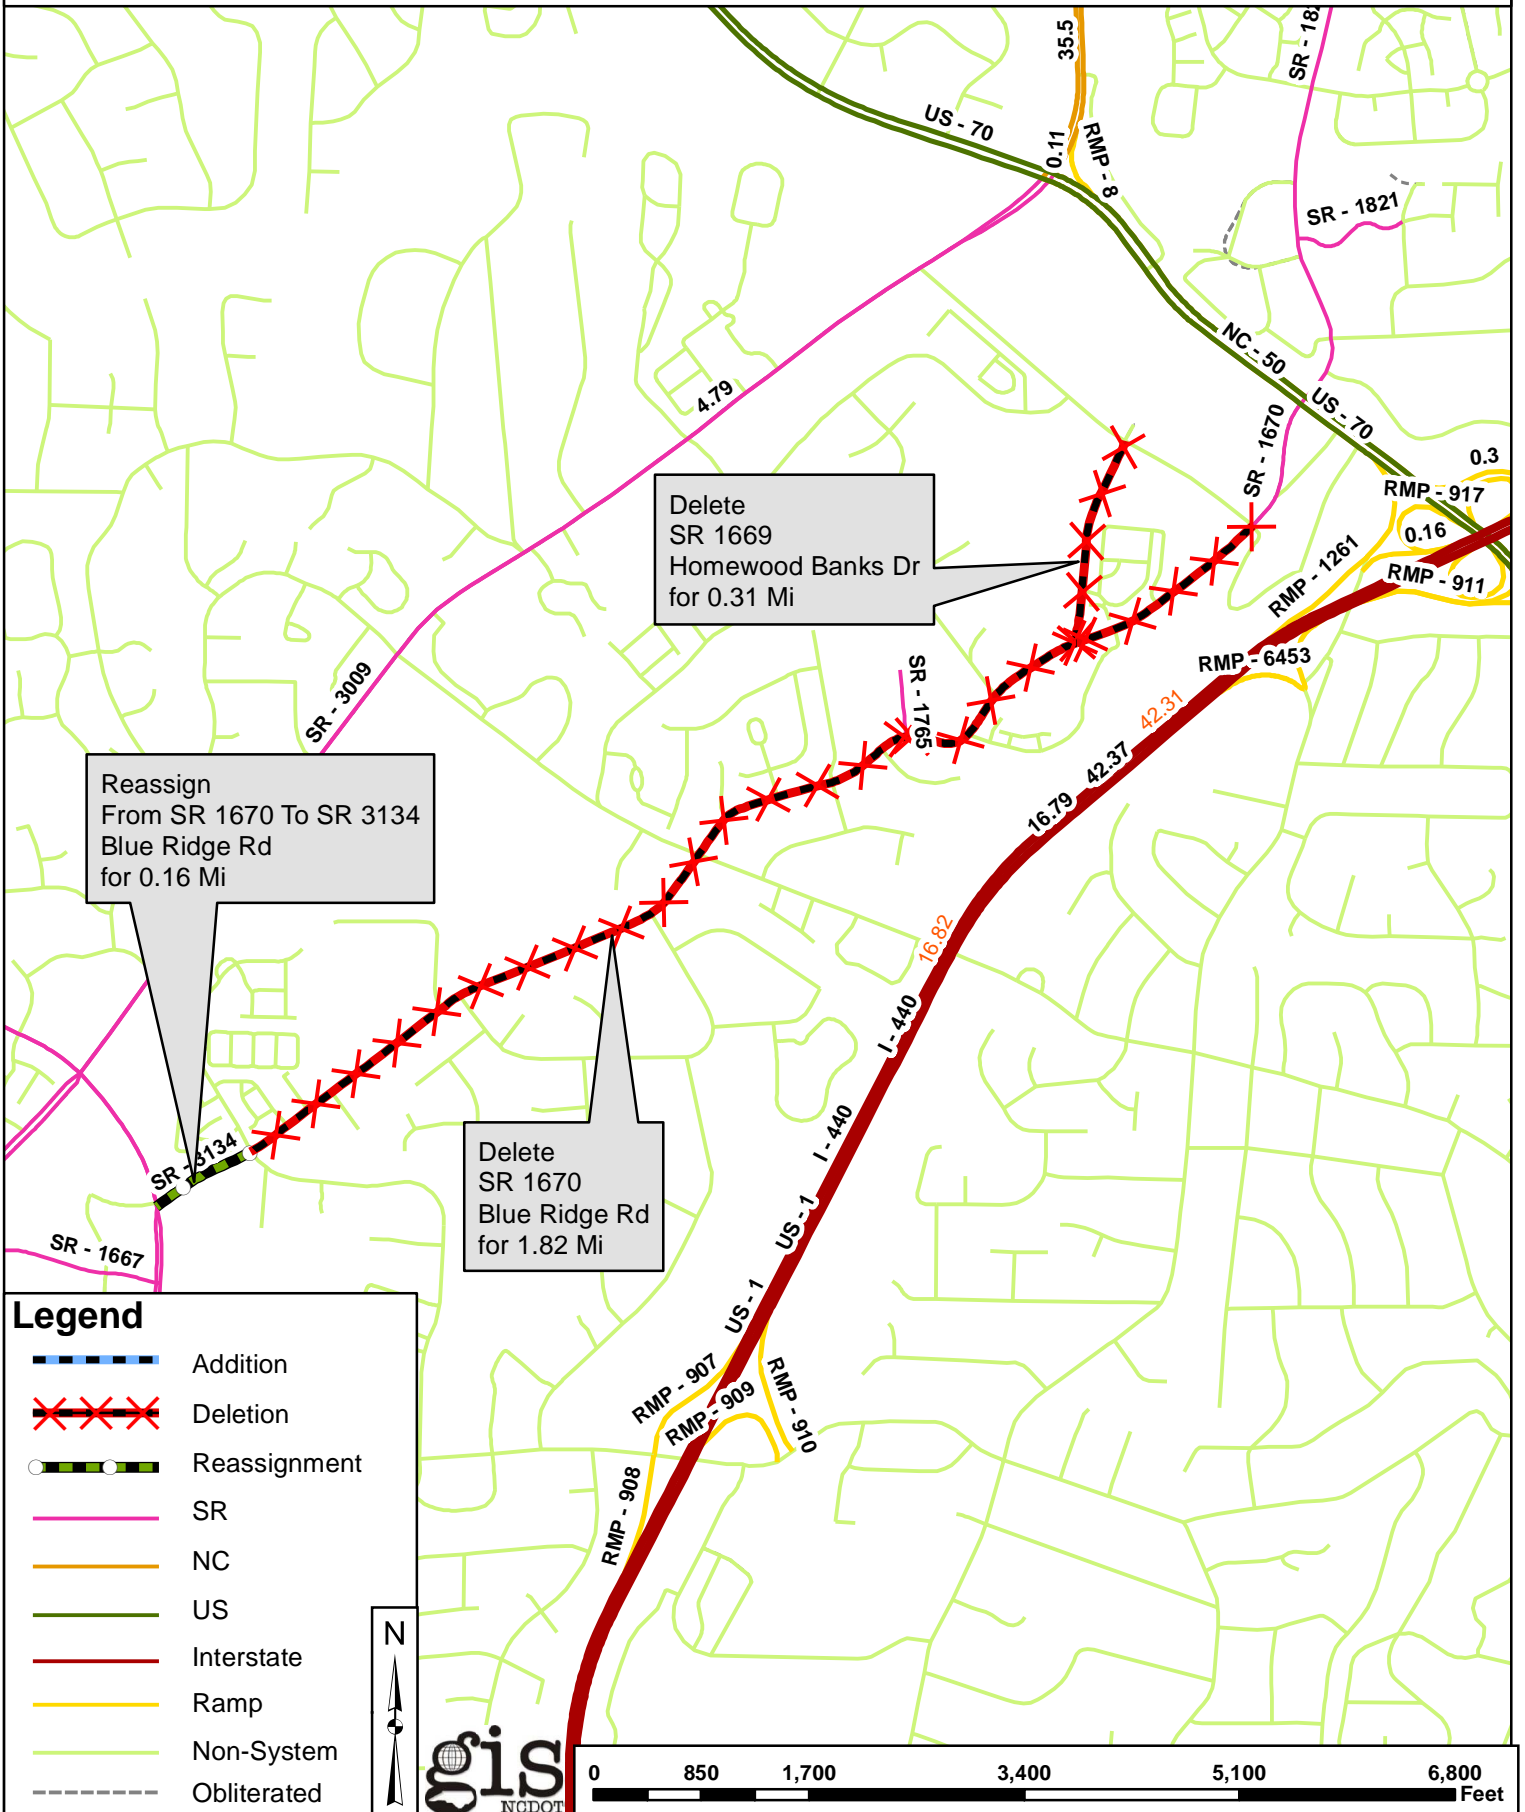 35.5
SR - 182
US - 70
0.11
RMP - 8
SR - 1821
NC - 50
US - 70
4.79
SR - 1670
0.3
RMP - 917
0.16
RMP - 1261
RMP - 911
Delete
SR 1669
Homewood Banks Dr
for 0.31 Mi
SR - 3009
SR - 1765
RMP - 6453
42.31
42.37
16.79
Reassign
From SR 1670 To SR 3134
Blue Ridge Rd
for 0.16 Mi
16.82
I - 440
I - 440
SR - 3134
Delete
SR 1670
Blue Ridge Rd
for 1.82 Mi
US - 1
SR - 1667
US - 1
RMP - 907
RMP - 909
RMP - 910
RMP - 908
Legend
Addition
Deletion
Reassignment
SR
NC
US
Interstate
Ramp
Non-System
Obliterated
N
gis
NCDOT
0 850 1,700 3,400 5,100 6,800
Feet